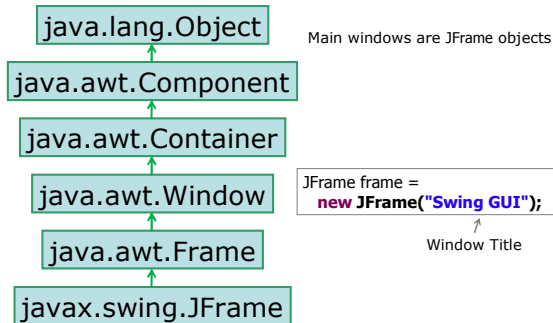 java.lang.Object
Main windows are JFrame objects
java.awt.Component
java.awt.Container
java.awt.Window
JFrame frame =
new JFrame("Swing GUI");
Window Title
java.awt.Frame
javax.swing.JFrame